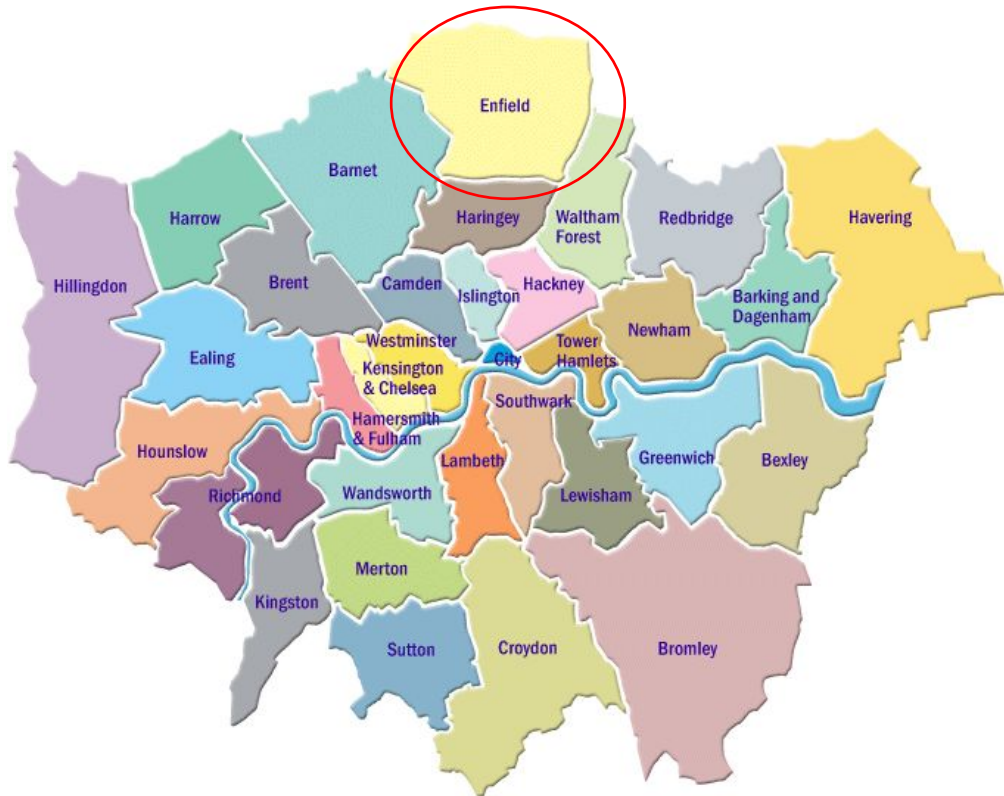 Enfield
Barnet
Harrow
Haringey
Waltham
Forest
Redbridge
Havering
Hillingdon
Brent
Camden
Islington
Hackney
Barking and
Dagenham
Newham
Ealing
Westminster
Kensington
& Chelsea
City
Tower
Hamlets
Southwark
Hamersmith
& Fulham
Hounslow
Richmond
Wandsworth
Lambeth
Lewisham
Greenwich
Bexley
Merton
Kingston
Sutton
Croydon
Bromley